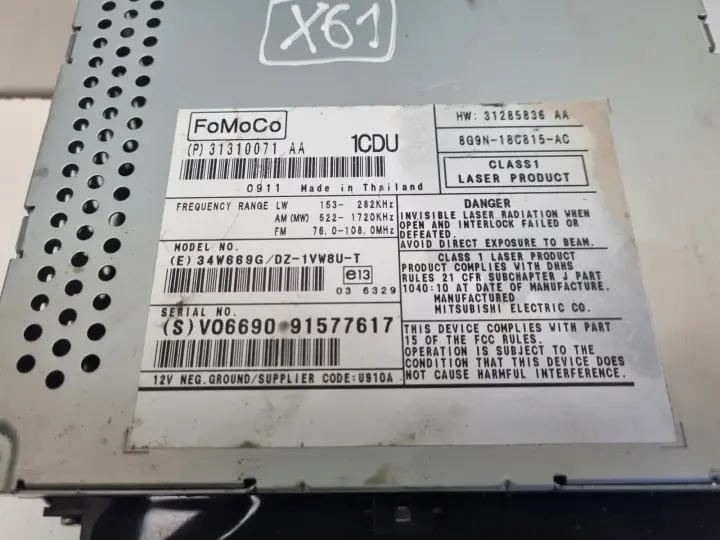 X61
FoMoCo
(P) 31310071 AA
1CDU
0911 Made in Thailand
HW: 31285836 AA
8G9N-18C815-AC
CLASS1
LASER PRODUCT
FREQUENCY RANGE LW 153- 282KHz
AM(MW) 522- 1720KHz
FM 76.0-108.0MHz
MODEL NO.
(E) 34W669G/DZ-1VW8U-T
e13
03 6329
SERIAL NO.
(S) V06690 91577617
12V NEG.GROUND/SUPPLIER CODE:U910A
DANGER
INVISIBLE LASER RADIATION WHEN
OPEN AND INTERLOCK FAILED OR
DEFEATED.
AVOID DIRECT EXPOSURE TO BEAM.
CLASS 1 LASER PRODUCT
PRODUCT COMPLIES WITH DHHS
RULES 21 CFR SUBCHAPTER J PART
1040:10 AT DATE OF MANUFACTURE.
MANUFACTURED
MITSUBISHI ELECTRIC CO.
THIS DEVICE COMPLIES WITH PART
15 OF THE FCC RULES.
OPERATION IS SUBJECT TO THE
CONDITION THAT THIS DEVICE DOES
NOT CAUSE HARMFUL INTERFERENCE.